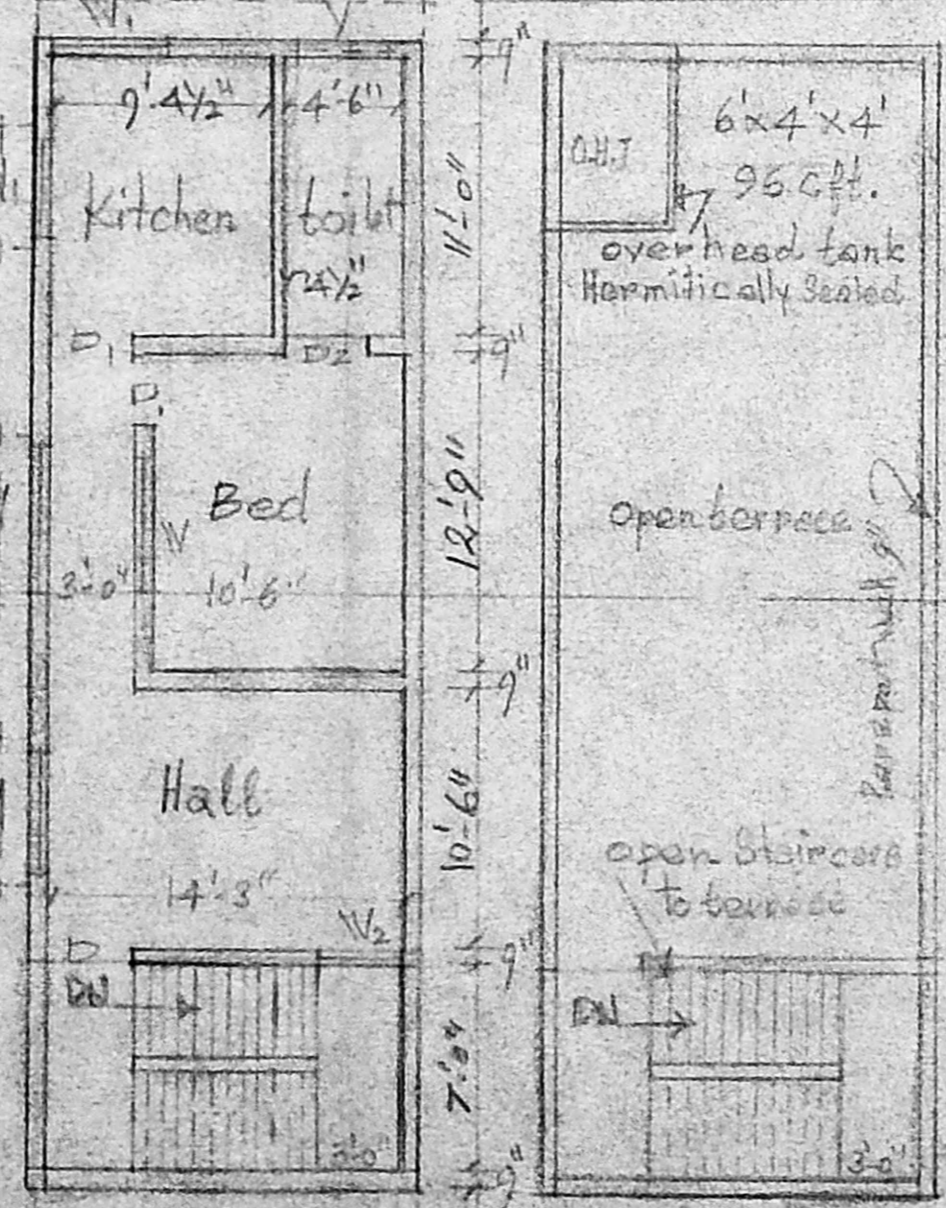 W1
V
9'-4½"
4'-6"
Kitchen
toilet
4½"
D1
D2
D1
Bed
W
3'-0"
10'-6"
Hall
14'-3"
W2
D
DN
3'-0"
9"
11'-0"
9"
12'-9"
9"
10'-6"
9"
7'-0"
9"
O.H.T
6'x4'x4'
96 cft.
overhead tank
Hermitically Sealed
Open terrace
9"
open Staircase
to terrace
DN
3'-0"